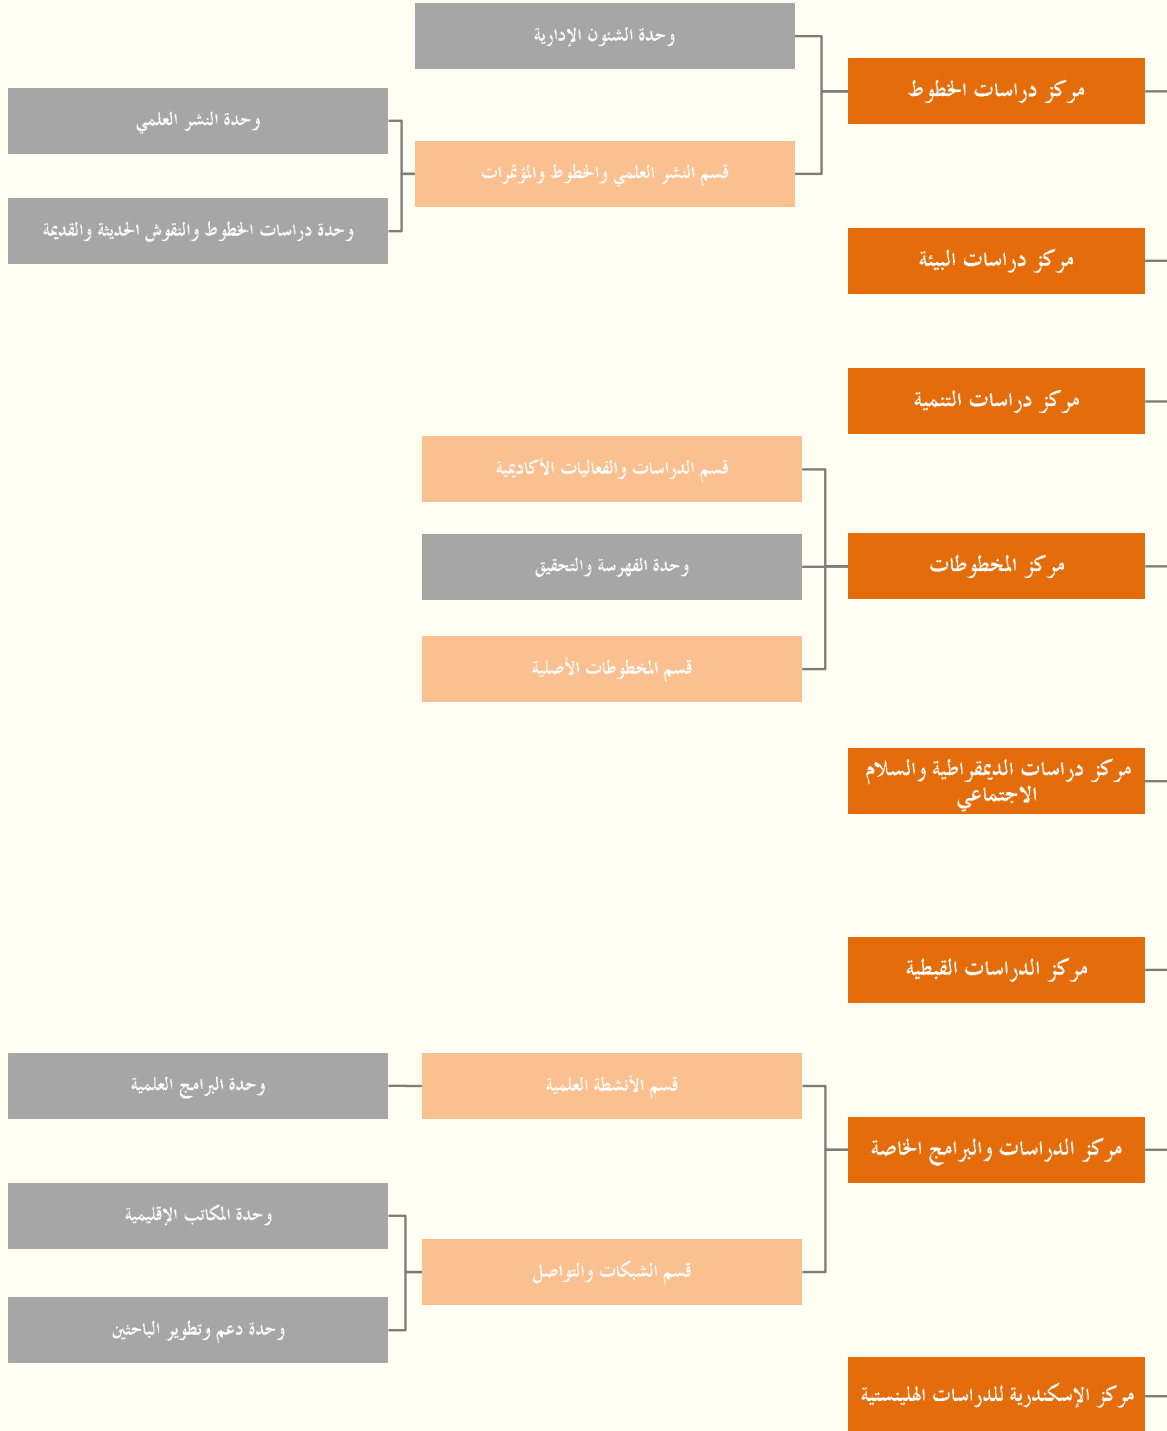 مركز دراسات الخطوط
وحدة الشئون الإدارية
قسم النشر العلمي والخطوط والمؤتمرات
وحدة النشر العلمي
وحدة دراسات الخطوط والنقوش الحديثة والقديمة
مركز دراسات البيئة
مركز دراسات التنمية
مركز المخطوطات
قسم الدراسات والفعاليات الأكاديمية
وحدة الفهرسة والتحقيق
قسم المخطوطات الأصلية
مركز دراسات الديمقراطية والسلام
الاجتماعي
مركز الدراسات القبطية
مركز الدراسات والبرامج الخاصة
قسم الأنشطة العلمية
وحدة البرامج العلمية
قسم الشبكات والتواصل
وحدة المكاتب الإقليمية
وحدة دعم وتطوير الباحثين
مركز الإسكندرية للدراسات الهلينستية